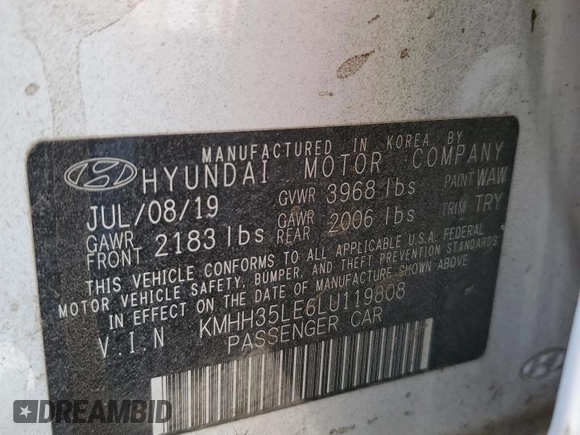 MANUFACTURED IN KOREA BY
HYUNDAI MOTOR COMPANY
JUL/08/19 GVWR 3968 lbs PAINT WAW
GAWR FRONT 2183 lbs GAWR REAR 2006 lbs TRIM TRY
THIS VEHICLE CONFORMS TO ALL APPLICABLE U.S.A. FEDERAL
MOTOR VEHICLE SAFETY, BUMPER, AND THEFT PREVENTION STANDARDS
IN EFFECT ON THE DATE OF MANUFACTURE SHOWN ABOVE
V.I.N KMHH35LE6LU119808
PASSENGER CAR
DREAMBID